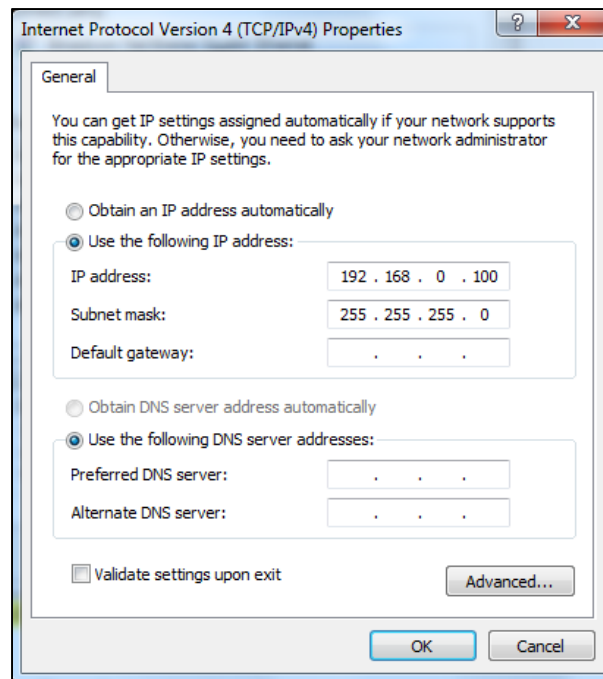 Internet Protocol Version 4 (TCP/IPv4) Properties
? X
General
You can get IP settings assigned automatically if your network supports
this capability. Otherwise, you need to ask your network administrator
for the appropriate IP settings.
Obtain an IP address automatically
Use the following IP address:
IP address: 192 . 168 . 0 . 100
Subnet mask: 255 . 255 . 255 . 0
Default gateway: . . .
Obtain DNS server address automatically
Use the following DNS server addresses:
Preferred DNS server: . . .
Alternate DNS server: . . .
Validate settings upon exit
Advanced...
OK Cancel